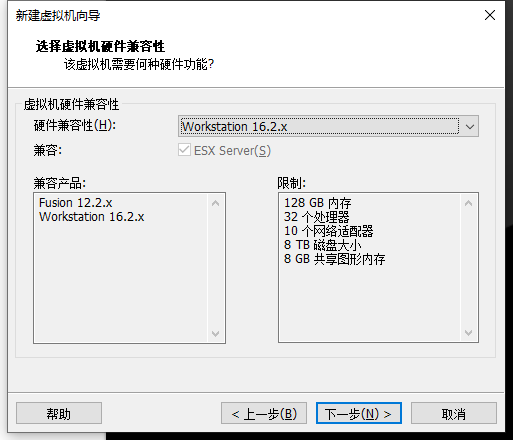 新建虚拟机向导
选择虚拟机硬件兼容性
该虚拟机需要何种硬件功能?
虚拟机硬件兼容性
硬件兼容性(H):
Workstation 16.2.x
兼容:
ESX Server(S)
兼容产品:
Fusion 12.2.x
Workstation 16.2.x
限制:
128 GB 内存
32 个处理器
10 个网络适配器
8 TB 磁盘大小
8 GB 共享图形内存
帮助
< 上一步(B)
下一步(N) >
取消